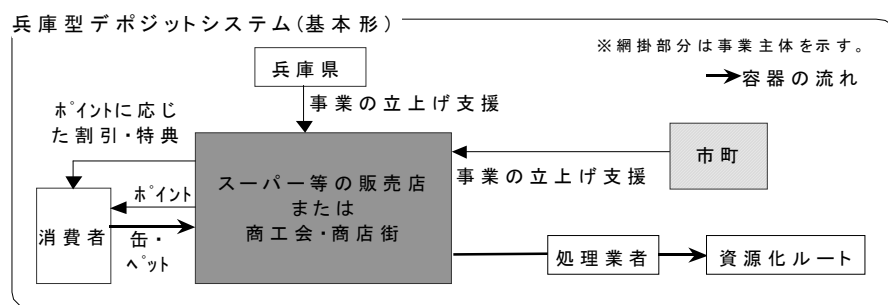 兵庫型デポジットシステム(基本形)
※網掛部分は事業主体を示す。
容器の流れ
兵庫県
事業の立上げ支援
ポイントに応じ
た割引・特典
市町
事業の立上げ支援
スーパー等の販売店
または
商工会・商店街
ポイント
消費者
缶・
ペット
処理業者
資源化ルート